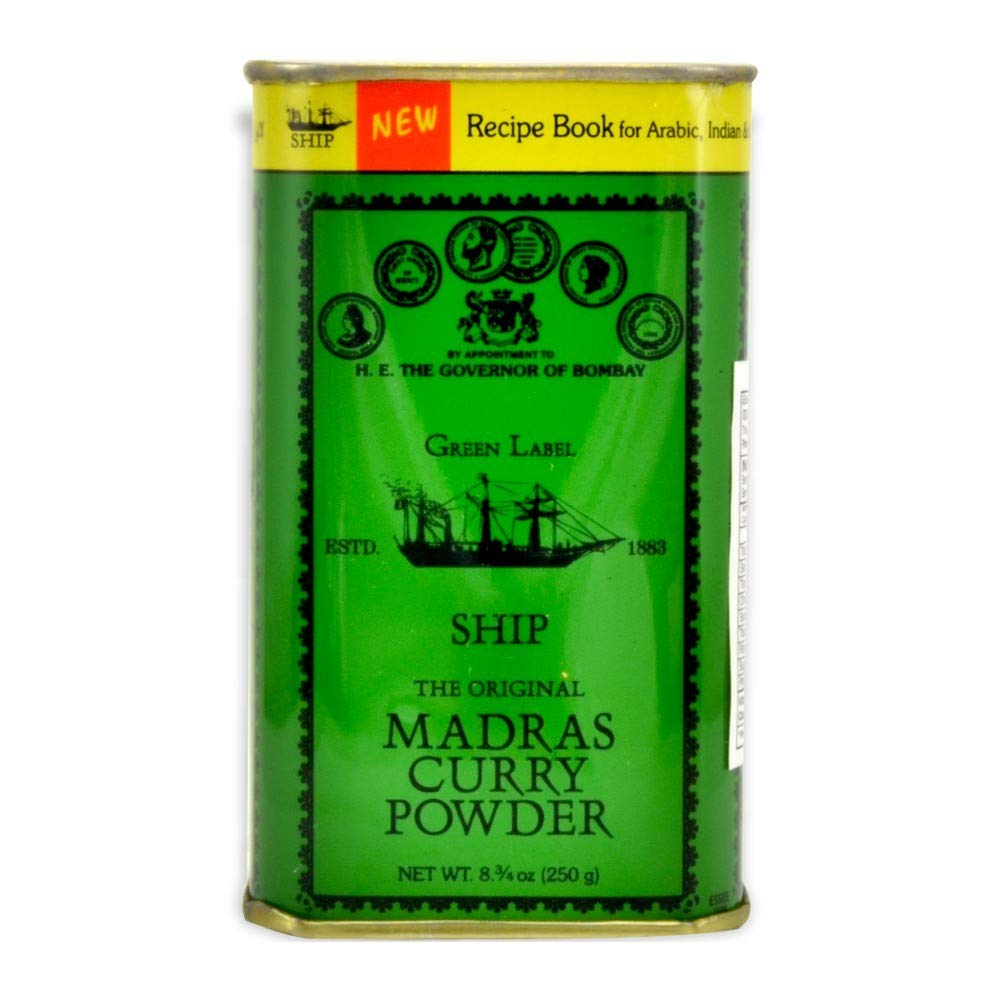 SHIP
NEW
Recipe Book for Arabic, Indian &
BY APPOINTMENT TO
H. E. THE GOVERNOR OF BOMBAY
GREEN LABEL
ESTD. 1883
SHIP
THE ORIGINAL
MADRAS
CURRY
POWDER
NET WT. 8.¾ oz (250 g)